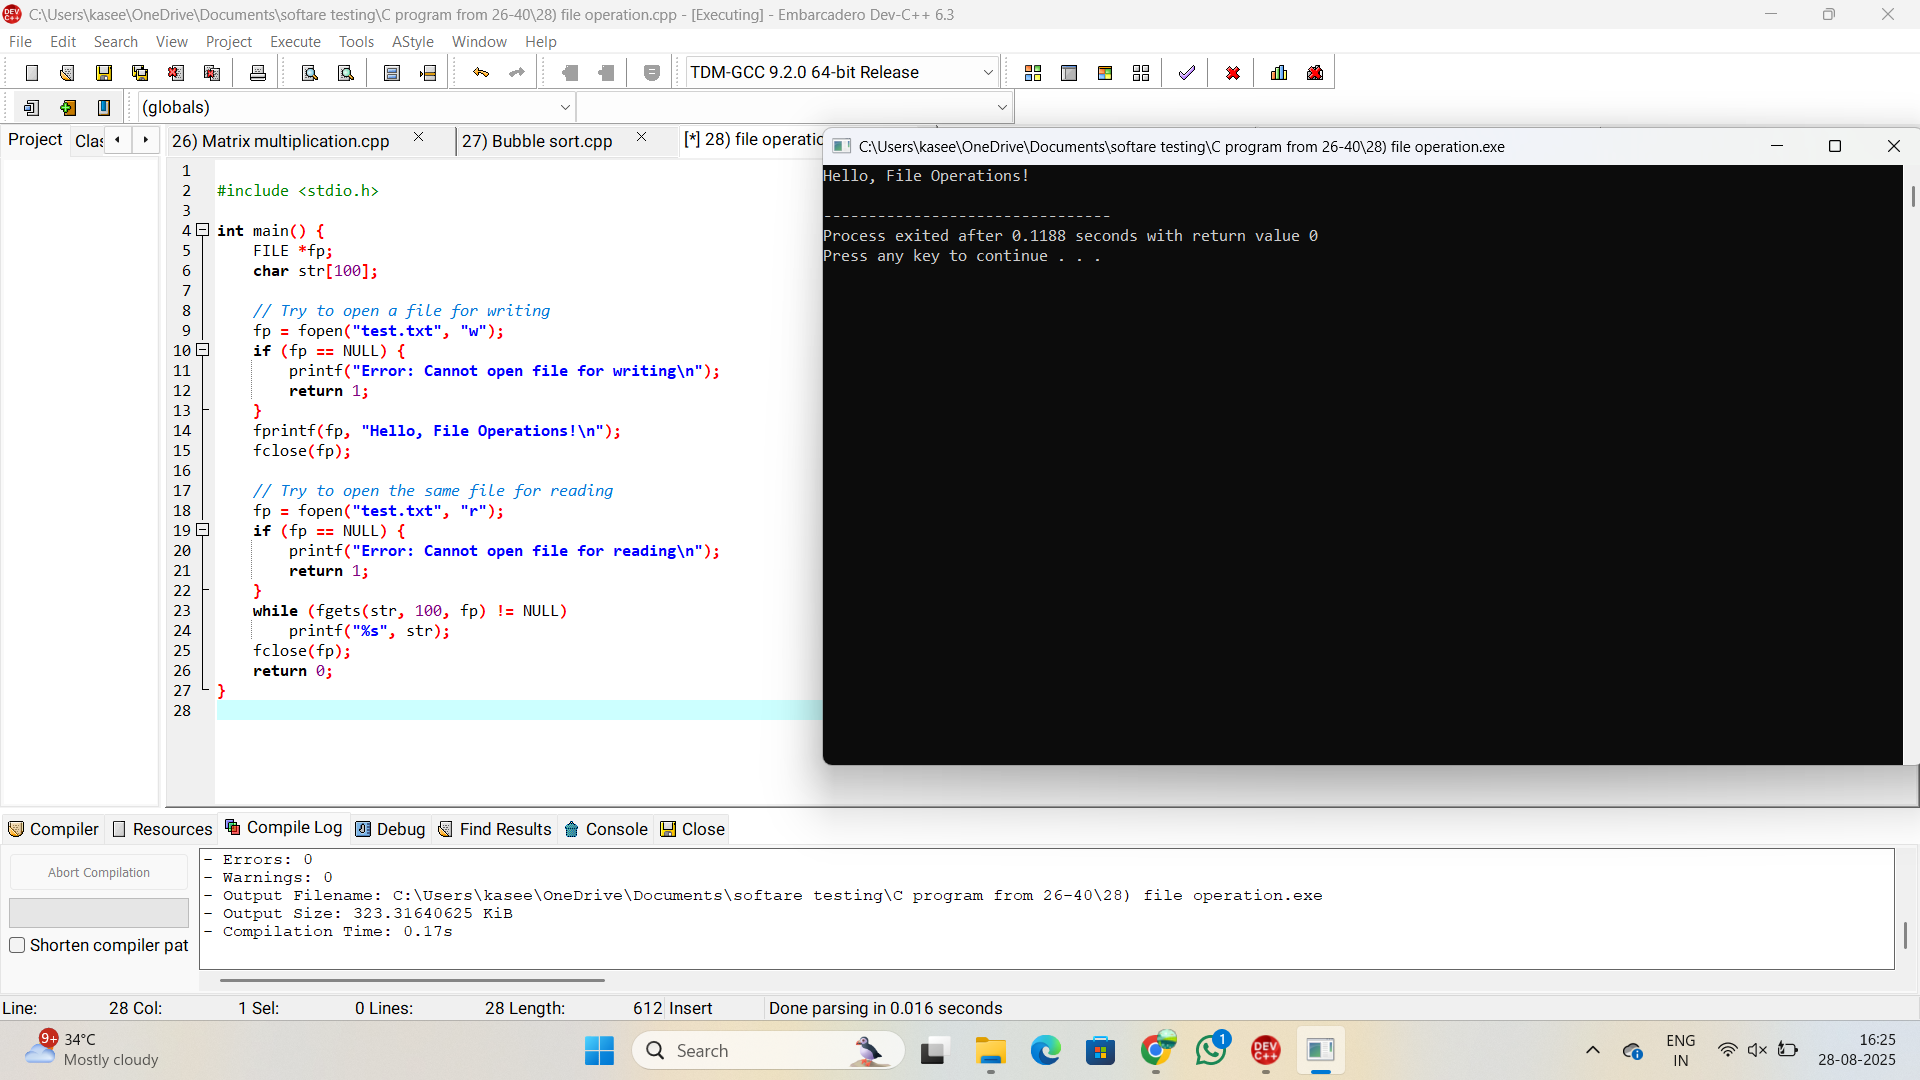 C:\Users\kasee\OneDrive\Documents\softare testing\C program from 26-40\28) file operation.cpp - [Executing] - Embarcadero Dev-C++ 6.3
File Edit Search View Project Execute Tools AStyle Window Help
TDM-GCC 9.2.0 64-bit Release
(globals)
Project Clas 26) Matrix multiplication.cpp 27) Bubble sort.cpp [*] 28) file operatio
1
2 #include <stdio.h>
3
4 int main() {
5 FILE *fp;
6 char str[100];
7
8 // Try to open a file for writing
9 fp = fopen("test.txt", "w");
10 if (fp == NULL) {
11 printf("Error: Cannot open file for writing\n");
12 return 1;
13 }
14 fprintf(fp, "Hello, File Operations!\n");
15 fclose(fp);
16
17 // Try to open the same file for reading
18 fp = fopen("test.txt", "r");
19 if (fp == NULL) {
20 printf("Error: Cannot open file for reading\n");
21 return 1;
22 }
23 while (fgets(str, 100, fp) != NULL)
24 printf("%s", str);
25 fclose(fp);
26 return 0;
27 }
28
C:\Users\kasee\OneDrive\Documents\softare testing\C program from 26-40\28) file operation.exe
Hello, File Operations!
--------------------------------
Process exited after 0.1188 seconds with return value 0
Press any key to continue . . .
Compiler Resources Compile Log Debug Find Results Console Close
Abort Compilation
Shorten compiler pat
- Errors: 0
- Warnings: 0
- Output Filename: C:\Users\kasee\OneDrive\Documents\softare testing\C program from 26-40\28) file operation.exe
- Output Size: 323.31640625 KiB
- Compilation Time: 0.17s
Line: 28 Col: 1 Sel: 0 Lines: 28 Length: 612 Insert Done parsing in 0.016 seconds
9+
34°C
Mostly cloudy
Search
1
DEV C++
ENG
IN
16:25
28-08-2025